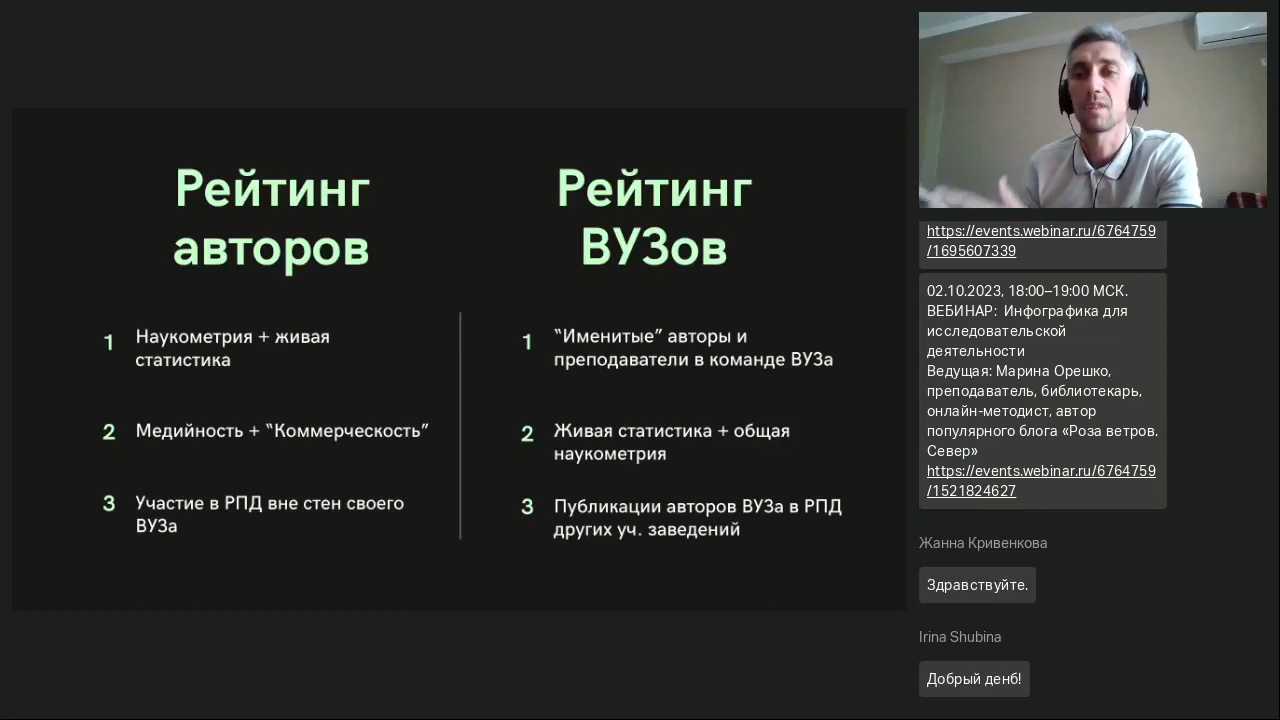 Рейтинг
авторов
1 Наукометрия + живая
статистика
2 Медийность + “Коммерческость”
3 Участие в РПД вне стен своего
ВУЗа
Рейтинг
ВУЗов
1 “Именитые” авторы и
преподаватели в команде ВУЗа
2 Живая статистика + общая
наукометрия
3 Публикации авторов ВУЗа в РПД
других уч. заведений
https://events.webinar.ru/6764759
/1695607339
02.10.2023, 18:00–19:00 МСК.
ВЕБИНАР: Инфографика для
исследовательской
деятельности
Ведущая: Марина Орешко,
преподаватель, библиотекарь,
онлайн-методист, автор
популярного блога «Роза ветров.
Север»
https://events.webinar.ru/6764759
/1521824627
Жанна Кривенкова
Здравствуйте.
Irina Shubina
Добрый денб!